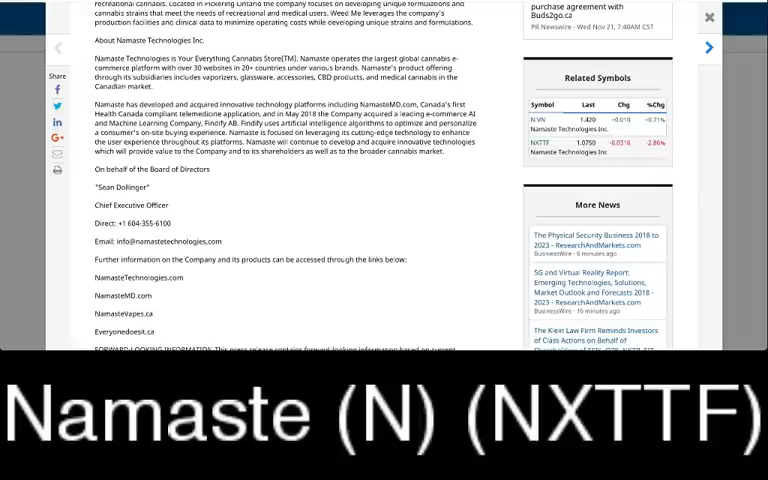 recreational cannabis. Located in Pickering Ontario the company focuses on developing unique formulations and
cannabis strains that meet the needs of recreational and medical users. Weed Me leverages the company's
production facilities and clinical data to minimize operating costs while developing unique strains and formulations.
About Namaste Technologies Inc.
Namaste Technologies is Your Everything Cannabis Store[TM]. Namaste operates the largest global cannabis e-
commerce platform with over 30 websites in 20+ countries under various brands. Namaste's product offering
through its subsidiaries includes vaporizers, glassware, accessories, CBD products, and medical cannabis in the
Canadian market.
Namaste has developed and acquired innovative technology platforms including NamasteMD.com, Canada's first
Health Canada compliant telemedicine application, and in May 2018 the Company acquired a leading e-commerce AI
and Machine Learning Company, Findify AB. Findify uses artificial intelligence algorithms to optimize and personalize
a consumer's on-site buying experience. Namaste is focused on leveraging its cutting-edge technology to enhance
the user experience throughout its platforms. Namaste will continue to develop and acquire innovative technologies
which will provide value to the Company and to its shareholders as well as to the broader cannabis market.
On behalf of the Board of Directors
"Sean Dollinger"
Chief Executive Officer
Direct: +1 604-355-6100
Email: info@namastetechnologies.com
Further information on the Company and its products can be accessed through the links below:
NamasteTechnologies.com
NamasteMD.com
NamasteVapes.ca
Everyonedoesit.ca
FORWARD-LOOKING INFORMATION This press release contains forward-looking information based on current
Share
purchase agreement with
Buds2go.ca
PR Newswire - Wed Nov 21, 7:40AM CST
Related Symbols
Symbol Last Chg %Chg
N.VN 1.420 -0.010 -0.71%
Namaste Technologies Inc.
NXTTF 1.0750 -0.0316 -2.86%
Namaste Technologies Inc
More News
The Physical Security Business 2018 to
2023 - ResearchAndMarkets.com
BusinessWire - 6 minutes ago
5G and Virtual Reality Report:
Emerging Technologies, Solutions,
Market Outlook and Forecasts 2018 -
2023 - ResearchAndMarkets.com
BusinessWire - 16 minutes ago
The Klein Law Firm Reminds Investors
of Class Actions on Behalf of
Namaste (N) (NXTTF)